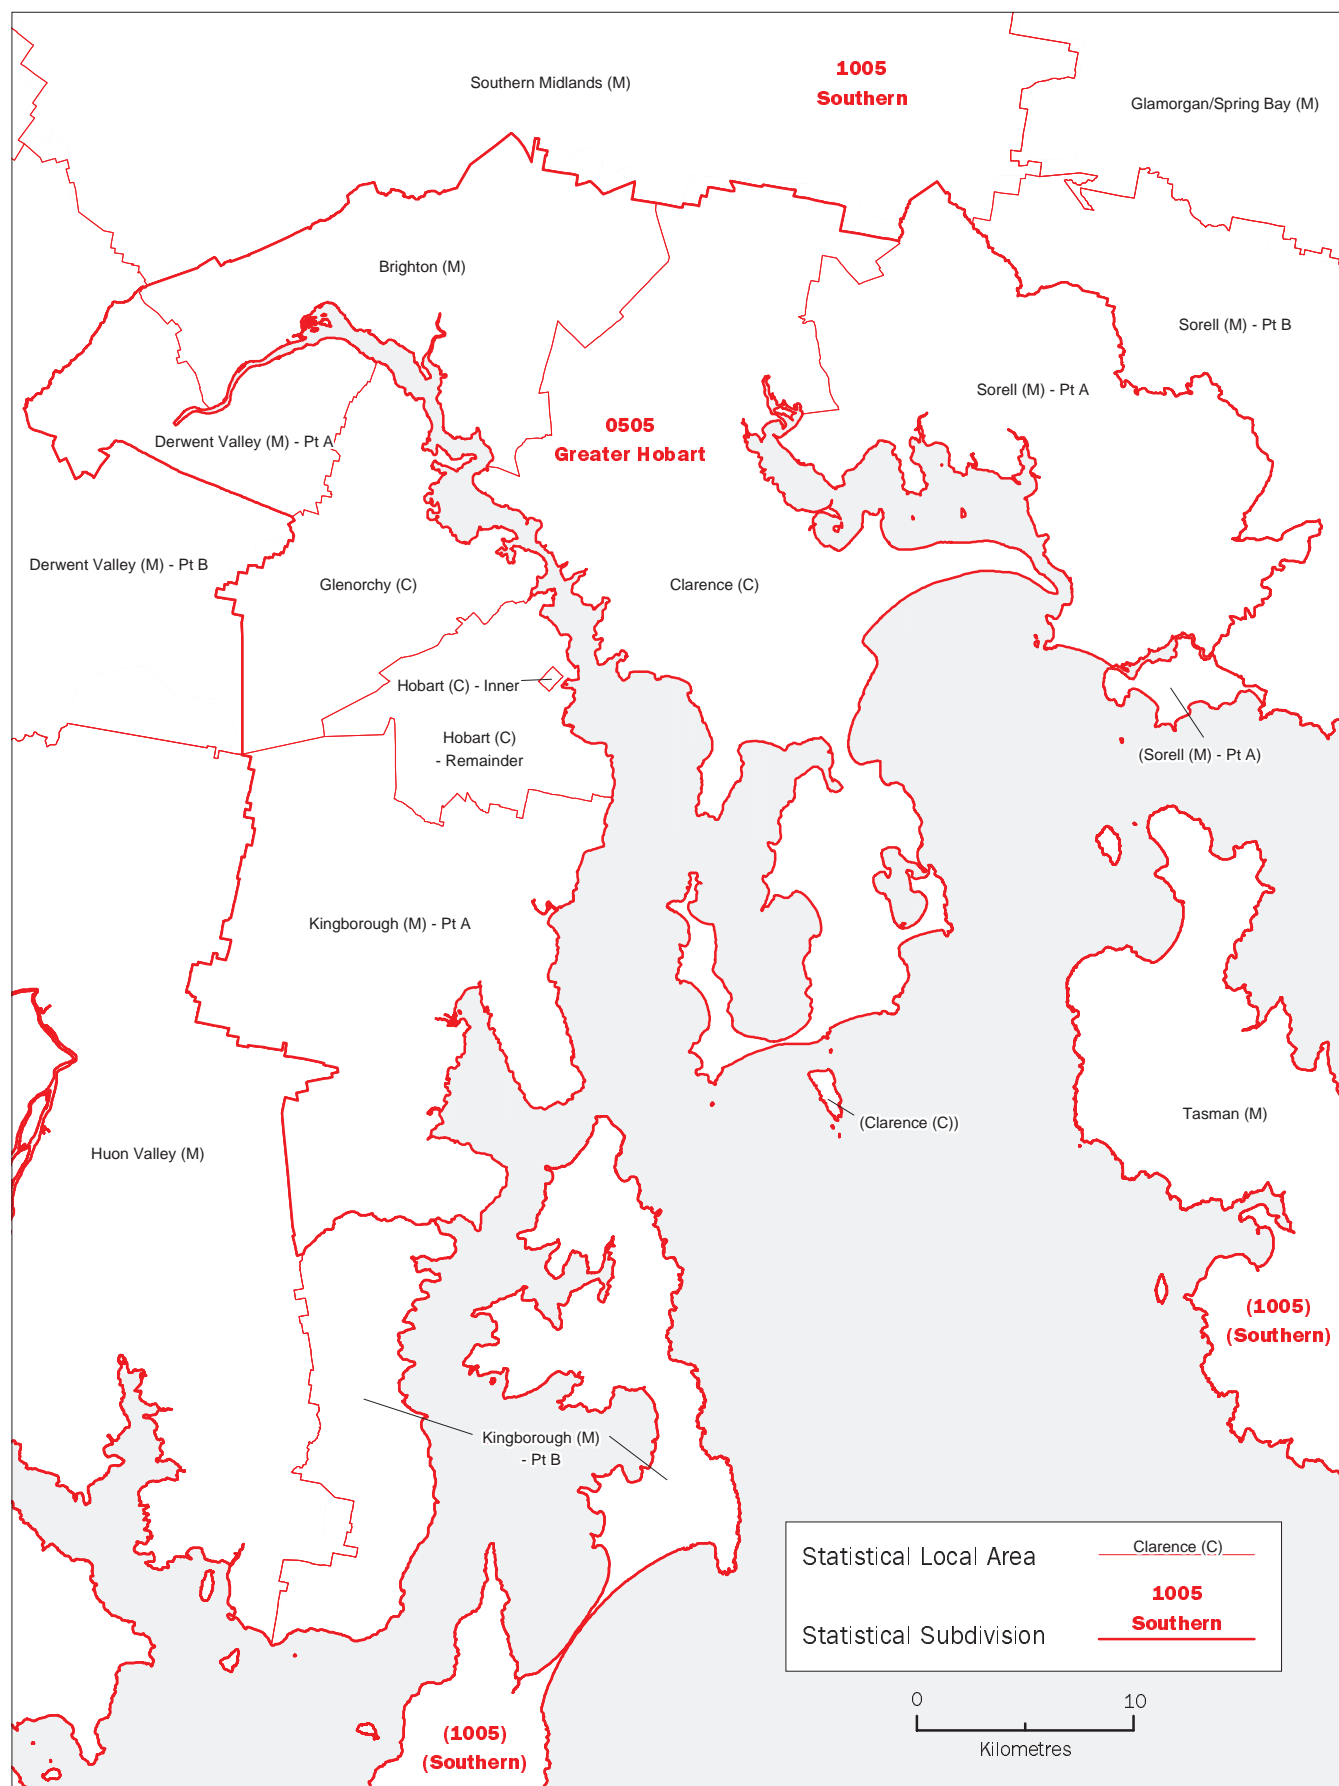 1005
Southern
Southern Midlands (M)
Glamorgan/Spring Bay (M)
Brighton (M)
Sorell (M) - Pt B
Sorell (M) - Pt A
0505
Greater Hobart
Derwent Valley (M) - Pt A
Derwent Valley (M) - Pt B
Glenorchy (C)
Clarence (C)
Hobart (C) - Inner
Hobart (C)
- Remainder
(Sorell (M) - Pt A)
Kingborough (M) - Pt A
Tasman (M)
(Clarence (C))
Huon Valley (M)
(1005)
(Southern)
Kingborough (M)
- Pt B
Statistical Local Area
Clarence (C)
1005
Southern
Statistical Subdivision
0 10
Kilometres
(1005)
(Southern)